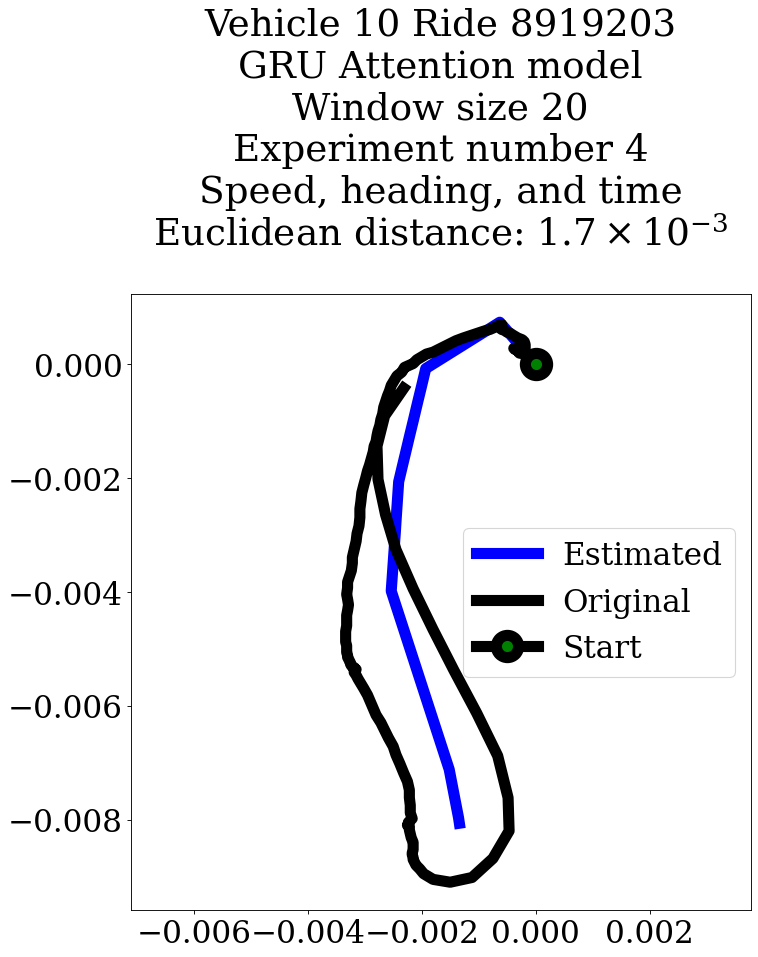 Vehicle 10 Ride 8919203
GRU Attention model
Window size 20
Experiment number 4
Speed, heading, and time
Euclidean distance: 1.7 × 10⁻³
0.000
−0.002
−0.004
−0.006
−0.008
Estimated
Original
Start
−0.006 −0.004 −0.002 0.000 0.002